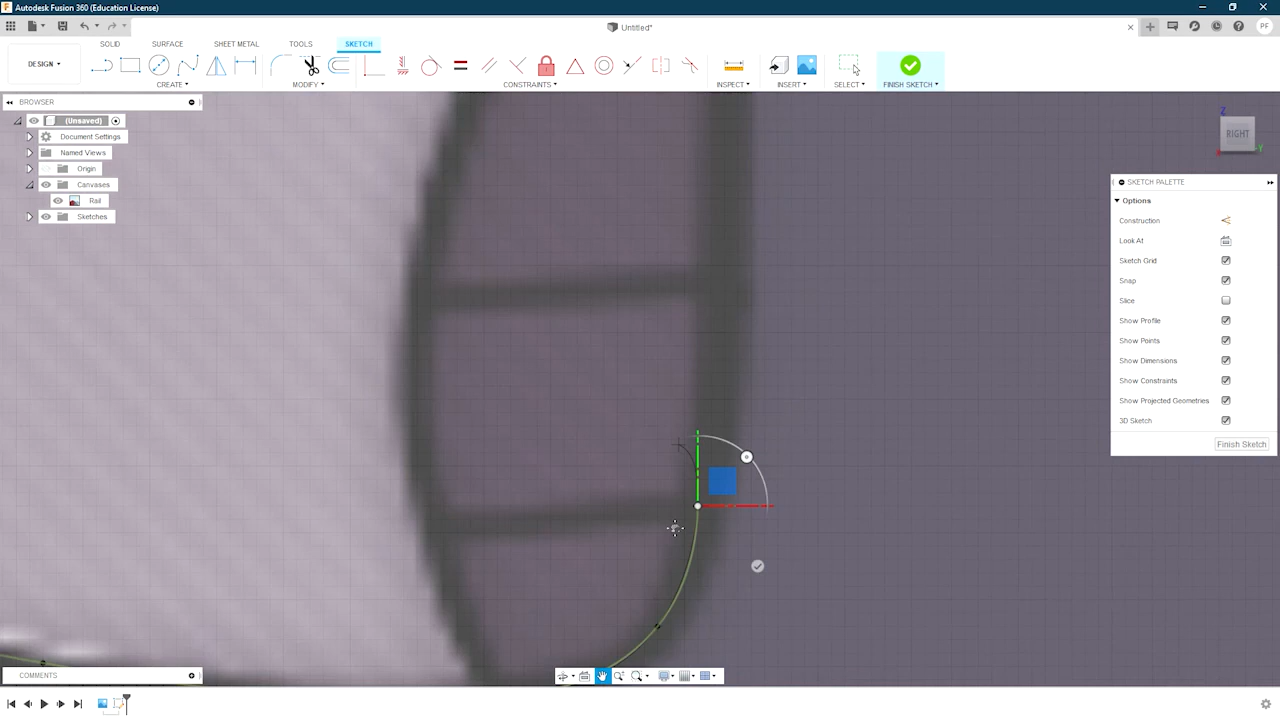 Autodesk Fusion 360 (Education License)
Untitled*
PF
SOLID
SURFACE
SHEET METAL
TOOLS
SKETCH
DESIGN
CREATE
MODIFY
CONSTRAINTS
INSPECT
INSERT
SELECT
FINISH SKETCH
BROWSER
(Unsaved)
Document Settings
Named Views
Origin
Canvases
Rail
Sketches
Z
RIGHT
X
Y
SKETCH PALETTE
Options
Construction
Look At
Sketch Grid
Snap
Slice
Show Profile
Show Points
Show Dimensions
Show Constraints
Show Projected Geometries
3D Sketch
Finish Sketch
COMMENTS